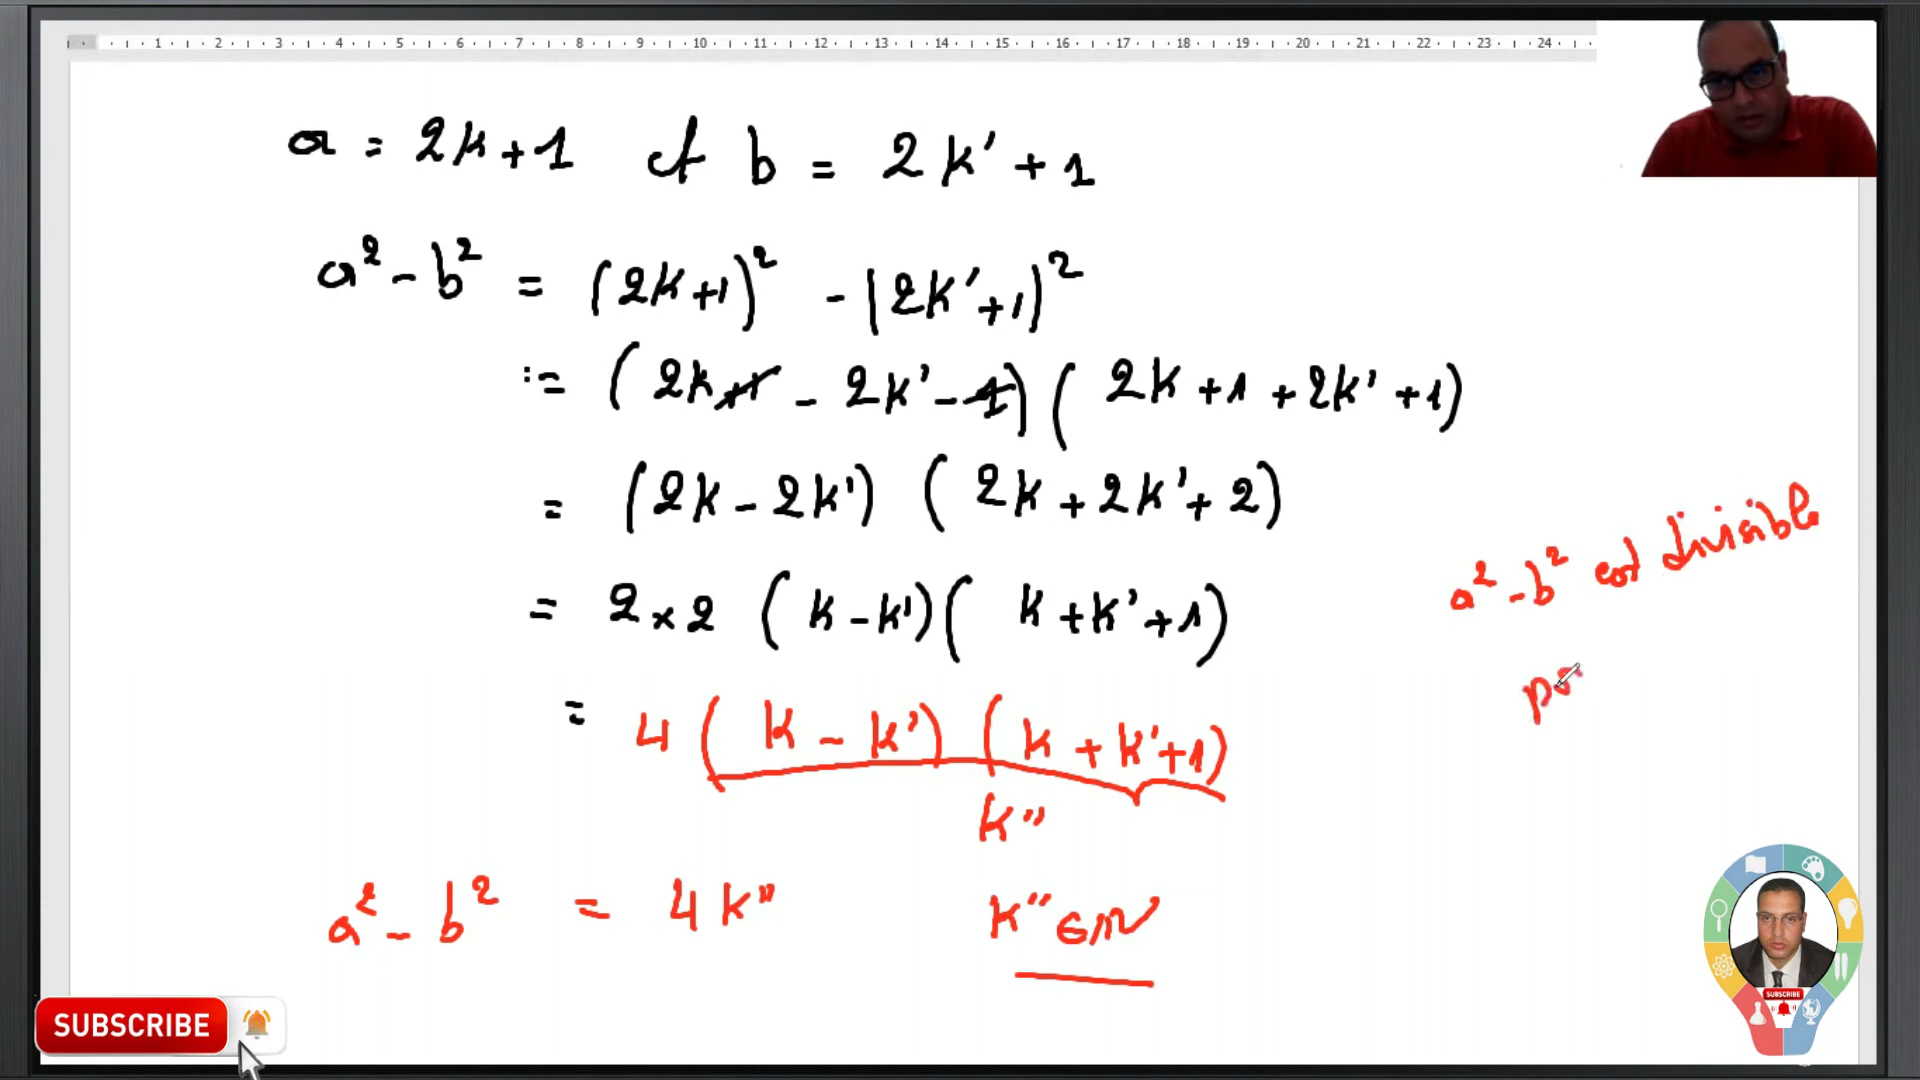 1 2 3 4 5 6 7 8 9 10 11 12 13 14 15 16 17 18 19 20 21 22 23 24
a = 2k+1 et b = 2k'+1
a² - b² = (2k+1)² - (2k'+1)²
= (2k+1 - 2k' - 1)(2k+1+2k'+1)
= (2k - 2k')(2k+2k'+2)
= 2×2 (k-k')(k+k'+1)
= 4(k-k')(k+k'+1)
k''
a² - b² = 4k'' k'' ∈ IN
a² - b² est divisible
pa
SUBSCRIBE
SUBSCRIBE